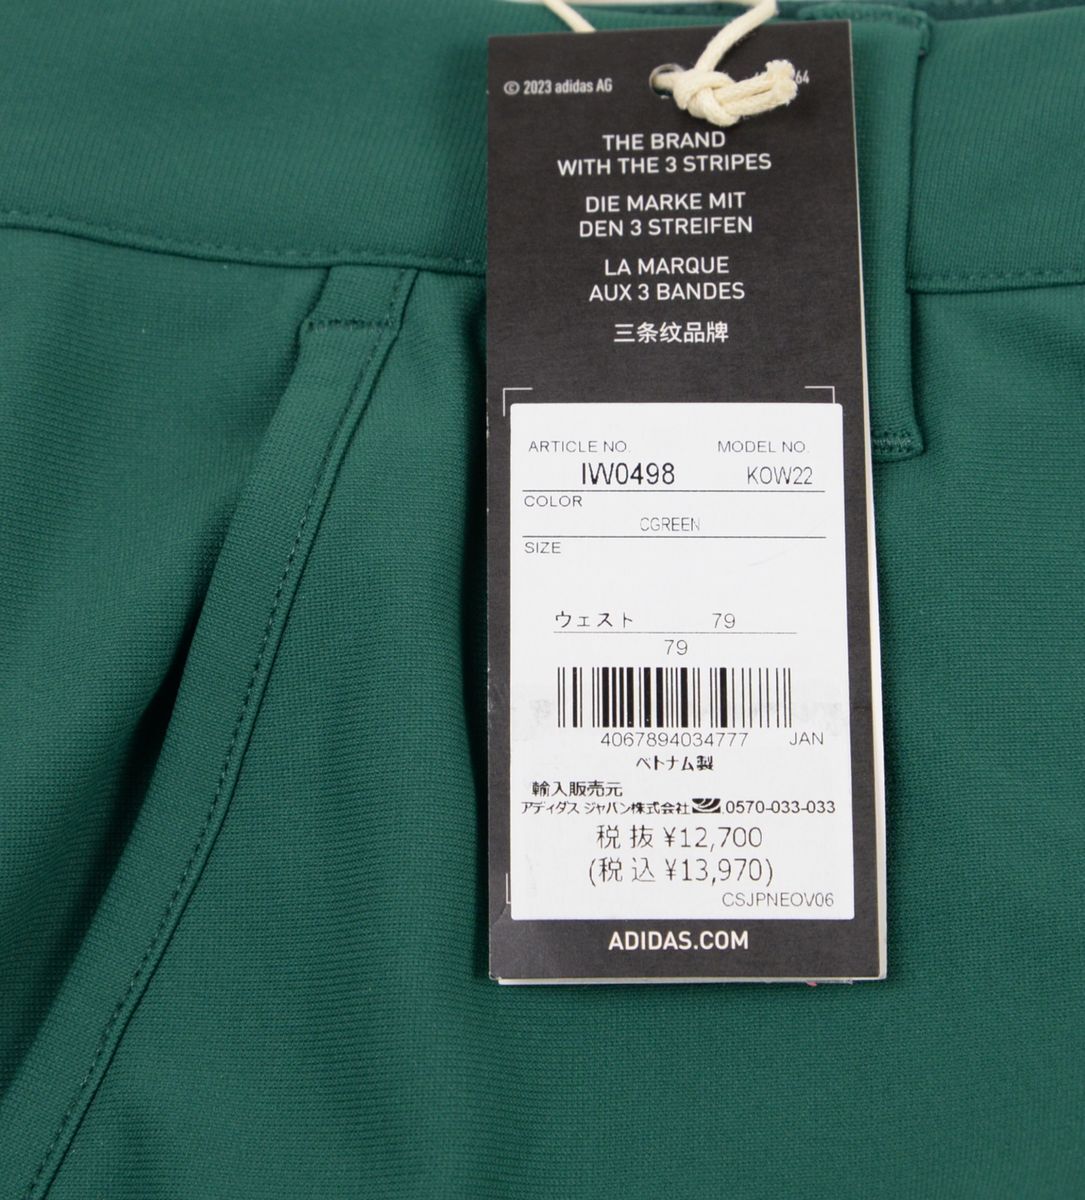 © 2023 adidas AG
64
THE BRAND
WITH THE 3 STRIPES
DIE MARKE MIT
DEN 3 STREIFEN
LA MARQUE
AUX 3 BANDES
三条纹品牌
ARTICLE NO. MODEL NO.
IW0498 KOW22
COLOR
CGREEN
SIZE
ウェスト 79
79
4067894034777 JAN
ベトナム製
輸入販売元
アディダス ジャパン株式会社 0570-033-033
税抜 ¥12,700
(税込 ¥13,970)
CSJPNEOV06
ADIDAS.COM